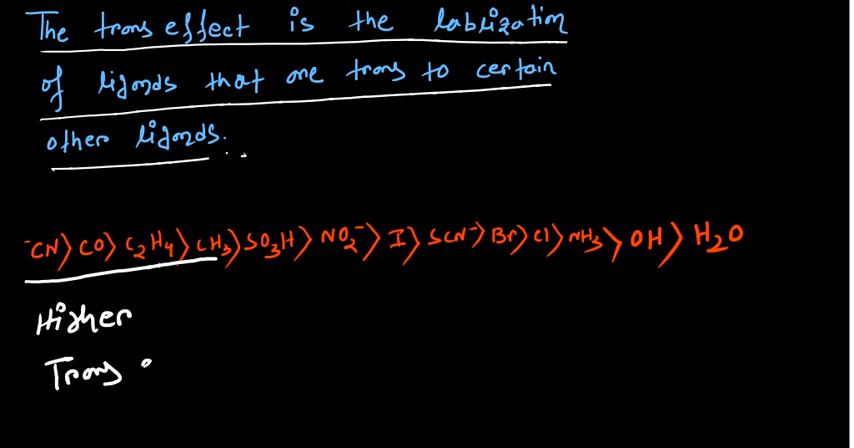 The trans effect is the lablization
of ligands that are trans to certain
other ligands.
⁻CN > CO > C₂H₄ > CH₃ > SO₃H > NO₂⁻ > I > SCN⁻ > Br > Cl > NH₃ > OH > H₂O
Higher
Trans